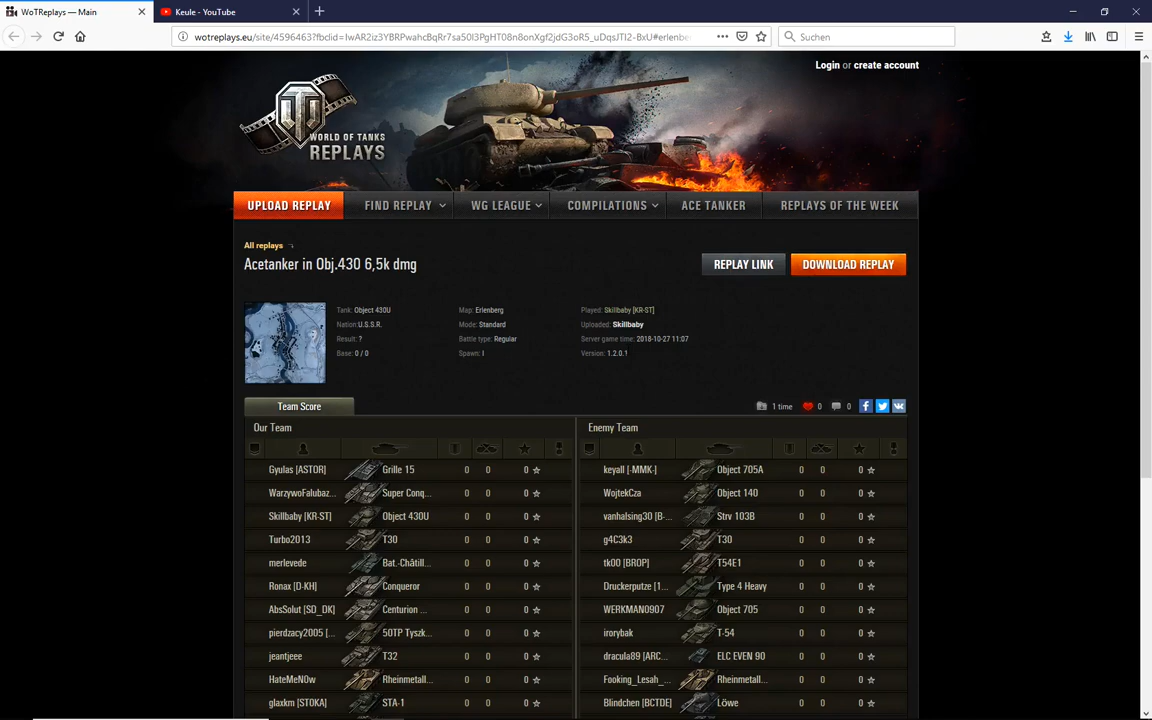 WoTReplays — Main
Keule - YouTube
wotreplays.eu/site/4596463?fbclid=IwAR2iz3YBRPwahcBqRr7sa50I3PgHT08n8onXgf2jdG3oR5_uDqsJTI2-BxU#erlenbe
Suchen
Login or create account
WORLD OF TANKS
REPLAYS
UPLOAD REPLAY
FIND REPLAY
WG LEAGUE
COMPILATIONS
ACE TANKER
REPLAYS OF THE WEEK
All replays
Acetanker in Obj.430 6,5k dmg
REPLAY LINK
DOWNLOAD REPLAY
Tank: Object 430U
Nation:U.S.S.R.
Result: ?
Base: 0 / 0
Map: Erlenberg
Mode: Standard
Battle type: Regular
Spawn: I
Played: Skillbaby [KR-ST]
Uploaded: Skillbaby
Server game time: 2018-10-27 11:07
Version: 1.2.0.1
Team Score
1 time
0
0
Our Team
Gyulas [ASTOR] Grille 15 0 0 0
WarzywoFalubaz... Super Conq... 0 0 0
Skillbaby [KR-ST] Object 430U 0 0 0
Turbo2013 T30 0 0 0
merlevede Bat.-Châtill... 0 0 0
Ronax [D-KH] Conqueror 0 0 0
AbsSolut [SD_DK] Centurion ... 0 0 0
pierdzacy2005 [... 50TP Tyszk... 0 0 0
jeantjeee T32 0 0 0
HateMeN0w Rheinmetall... 0 0 0
glaxkm [STOKA] STA-1 0 0 0
Enemy Team
keyall [-MMK-] Object 705A 0 0 0
WojtekCza Object 140 0 0 0
vanhalsing30 [B-... Strv 103B 0 0 0
g4C3k3 T30 0 0 0
tk00 [BROP] T54E1 0 0 0
Druckerputze [1... Type 4 Heavy 0 0 0
WERKMAN0907 Object 705 0 0 0
irorybak T-54 0 0 0
dracula89 [ARC... ELC EVEN 90 0 0 0
Fooking_Lesah_... Rheinmetall... 0 0 0
Blindchen [BCTDE] Löwe 0 0 0